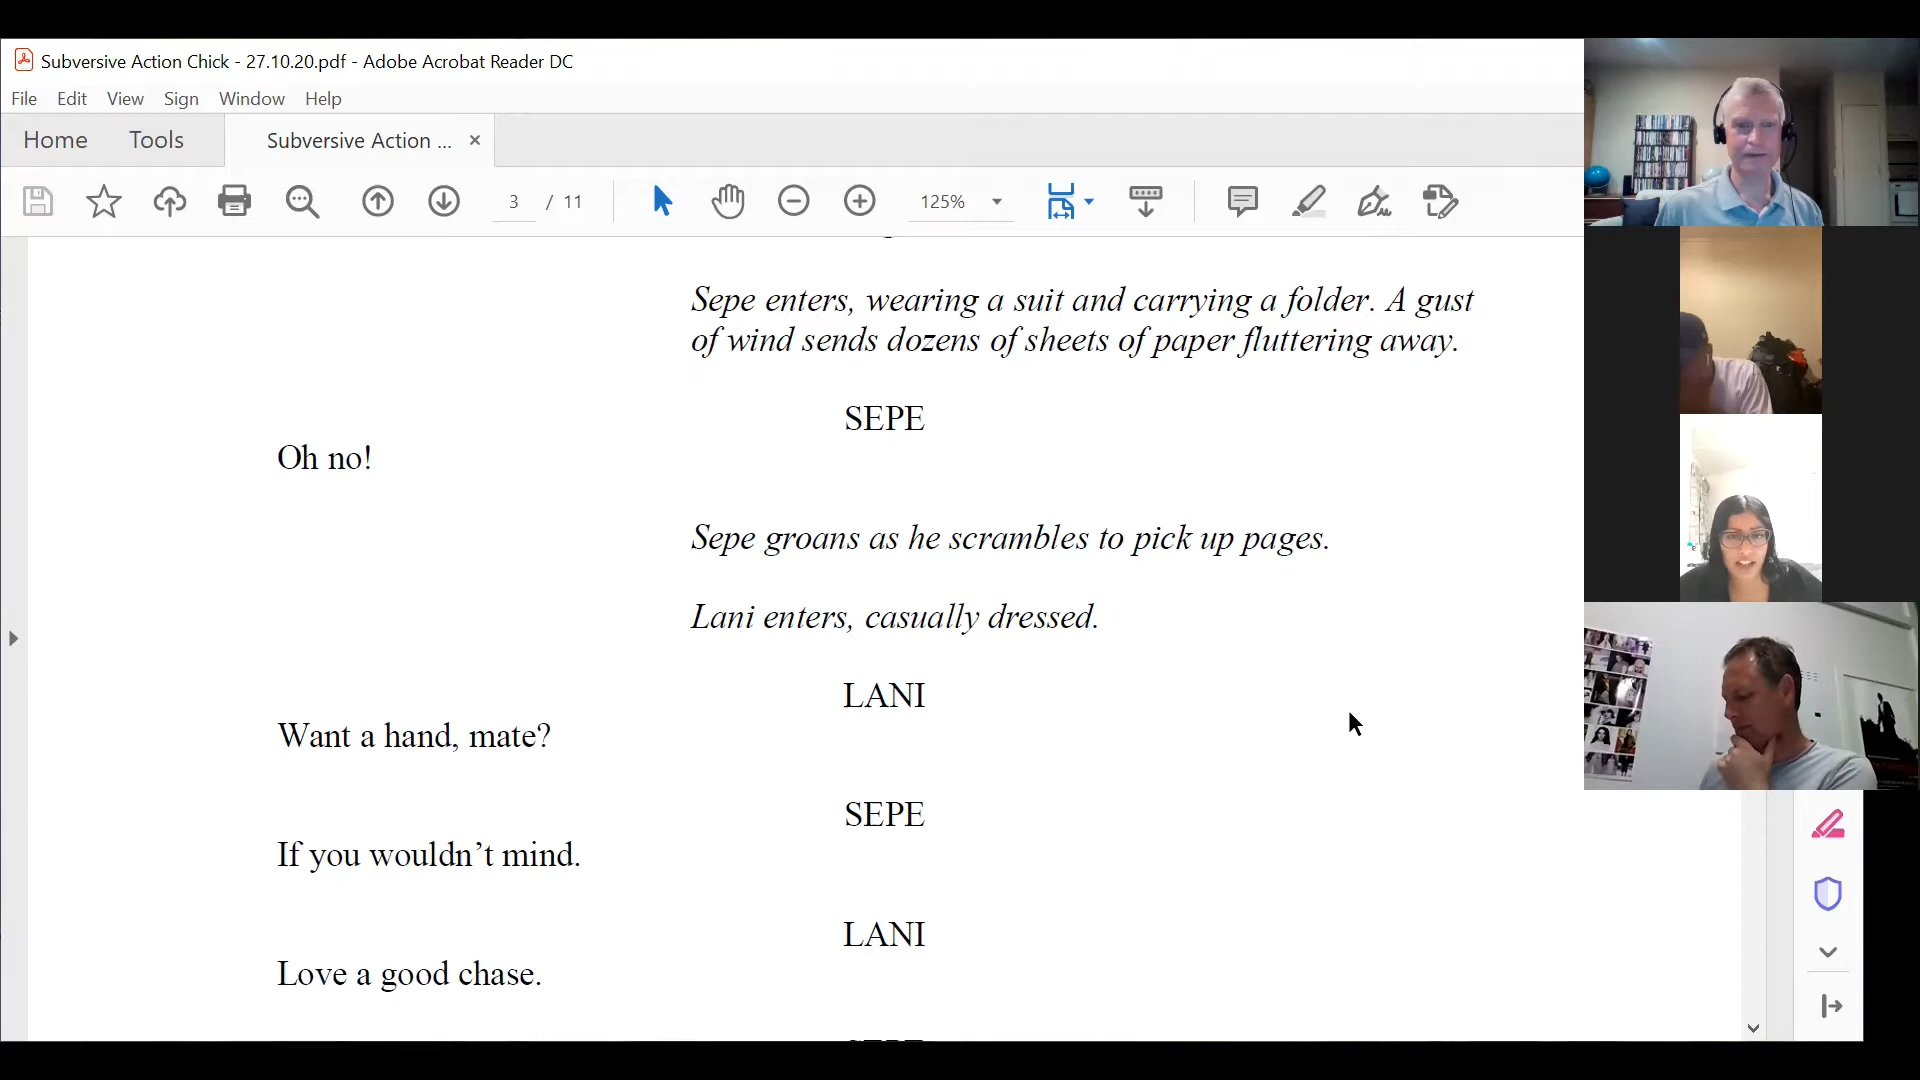 Subversive Action Chick - 27.10.20.pdf - Adobe Acrobat Reader DC
File Edit View Sign Window Help
Home Tools Subversive Action ... ×
3 / 11 125%
Sepe enters, wearing a suit and carrying a folder. A gust
of wind sends dozens of sheets of paper fluttering away.
SEPE
Oh no!
Sepe groans as he scrambles to pick up pages.
Lani enters, casually dressed.
LANI
Want a hand, mate?
SEPE
If you wouldn’t mind.
LANI
Love a good chase.